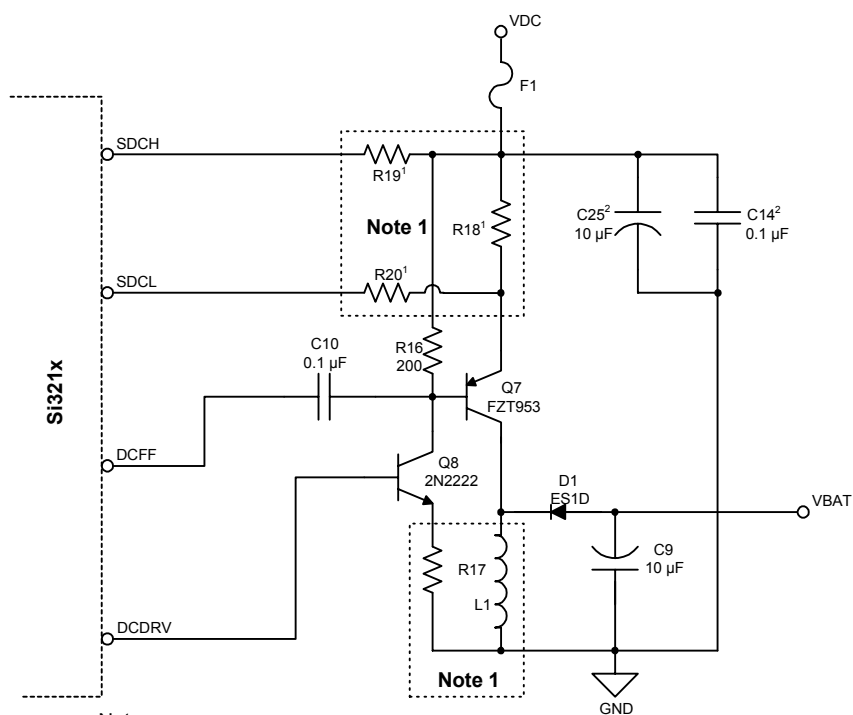 VDC
F1
SDCH
R19¹
Note 1
R18¹
C25²
10 µF
C14²
0.1 µF
SDCL
R20¹
R16
200
C10
0.1 µF
Q7
FZT953
Si321x
DCFF
Q8
2N2222
D1
ES1D
VBAT
R17
C9
10 µF
L1
DCDRV
Note 1
GND